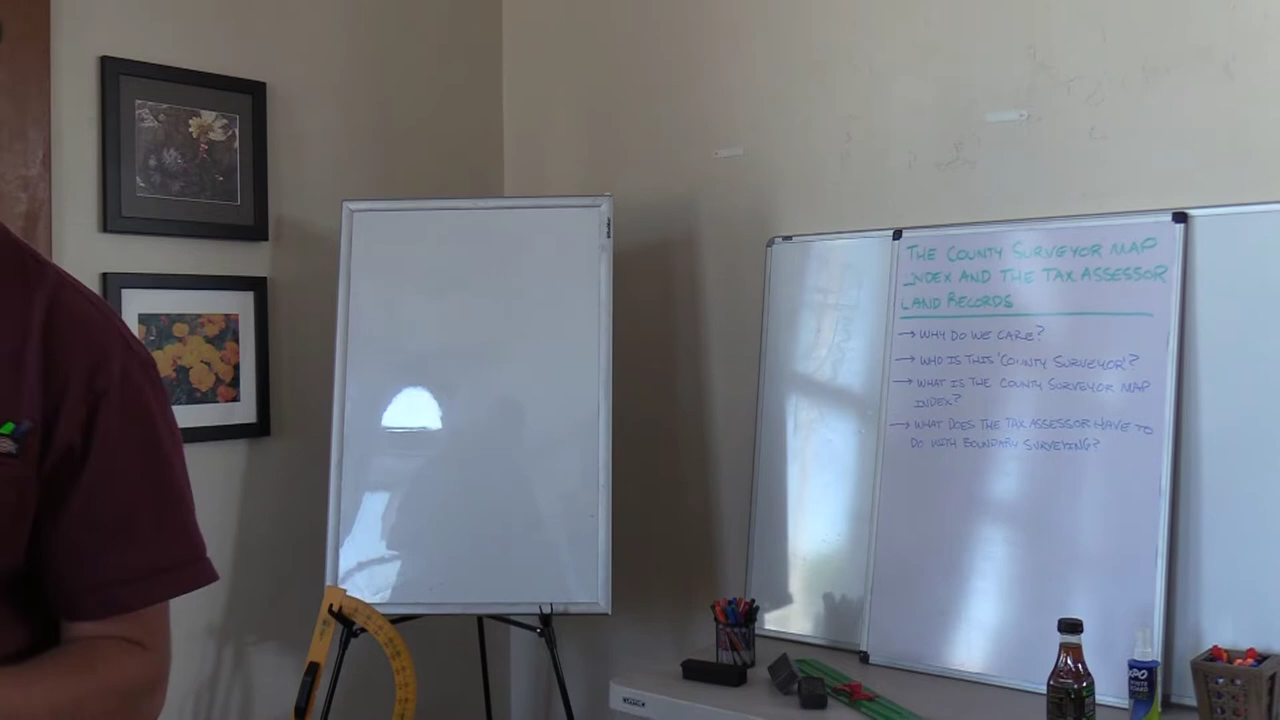 THE COUNTY SURVEYOR MAP
INDEX AND THE TAX ASSESSOR
LAND RECORDS
→ WHY DO WE CARE?
→ WHO IS THIS 'COUNTY SURVEYOR'?
→ WHAT IS THE COUNTY SURVEYOR MAP
INDEX?
→ WHAT DOES THE TAX ASSESSOR HAVE TO
DO WITH BOUNDARY SURVEYING?
EXPO